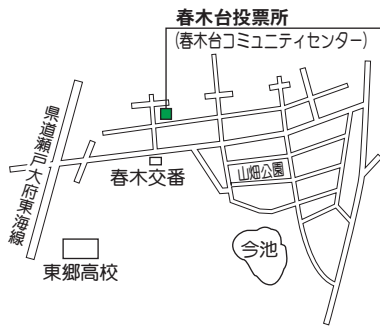 春木台投票所
(春木台コミュニティセンター)
県道瀬戸大府東海線
春木交番
山畑公園
今池
東郷高校